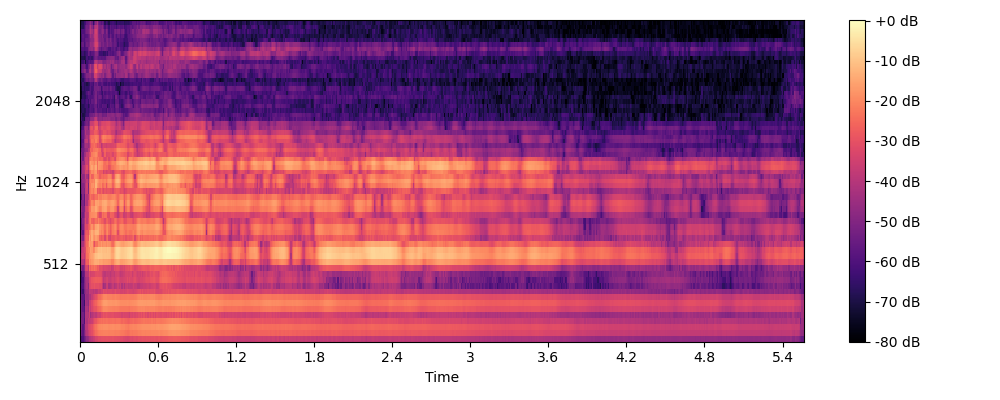 +0 dB
-10 dB
2048
-20 dB
-30 dB
Hz
1024
-40 dB
-50 dB
512
-60 dB
-70 dB
-80 dB
0 0.6 1.2 1.8 2.4 3 3.6 4.2 4.8 5.4
Time